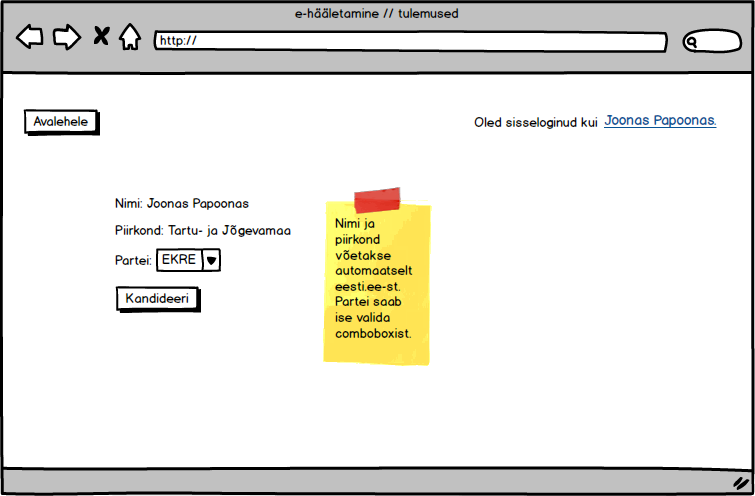 e-hääletamine // tulemused
http://
Avalehele
Oled sisseloginud kui Joonas Papoonas.
Nimi: Joonas Papoonas
Piirkond: Tartu- ja Jõgevamaa
Partei: EKRE
Kandideeri
Nimi ja
piirkond
võetakse
automaatselt
eesti.ee-st.
Partei saab
ise valida
comboboxist.